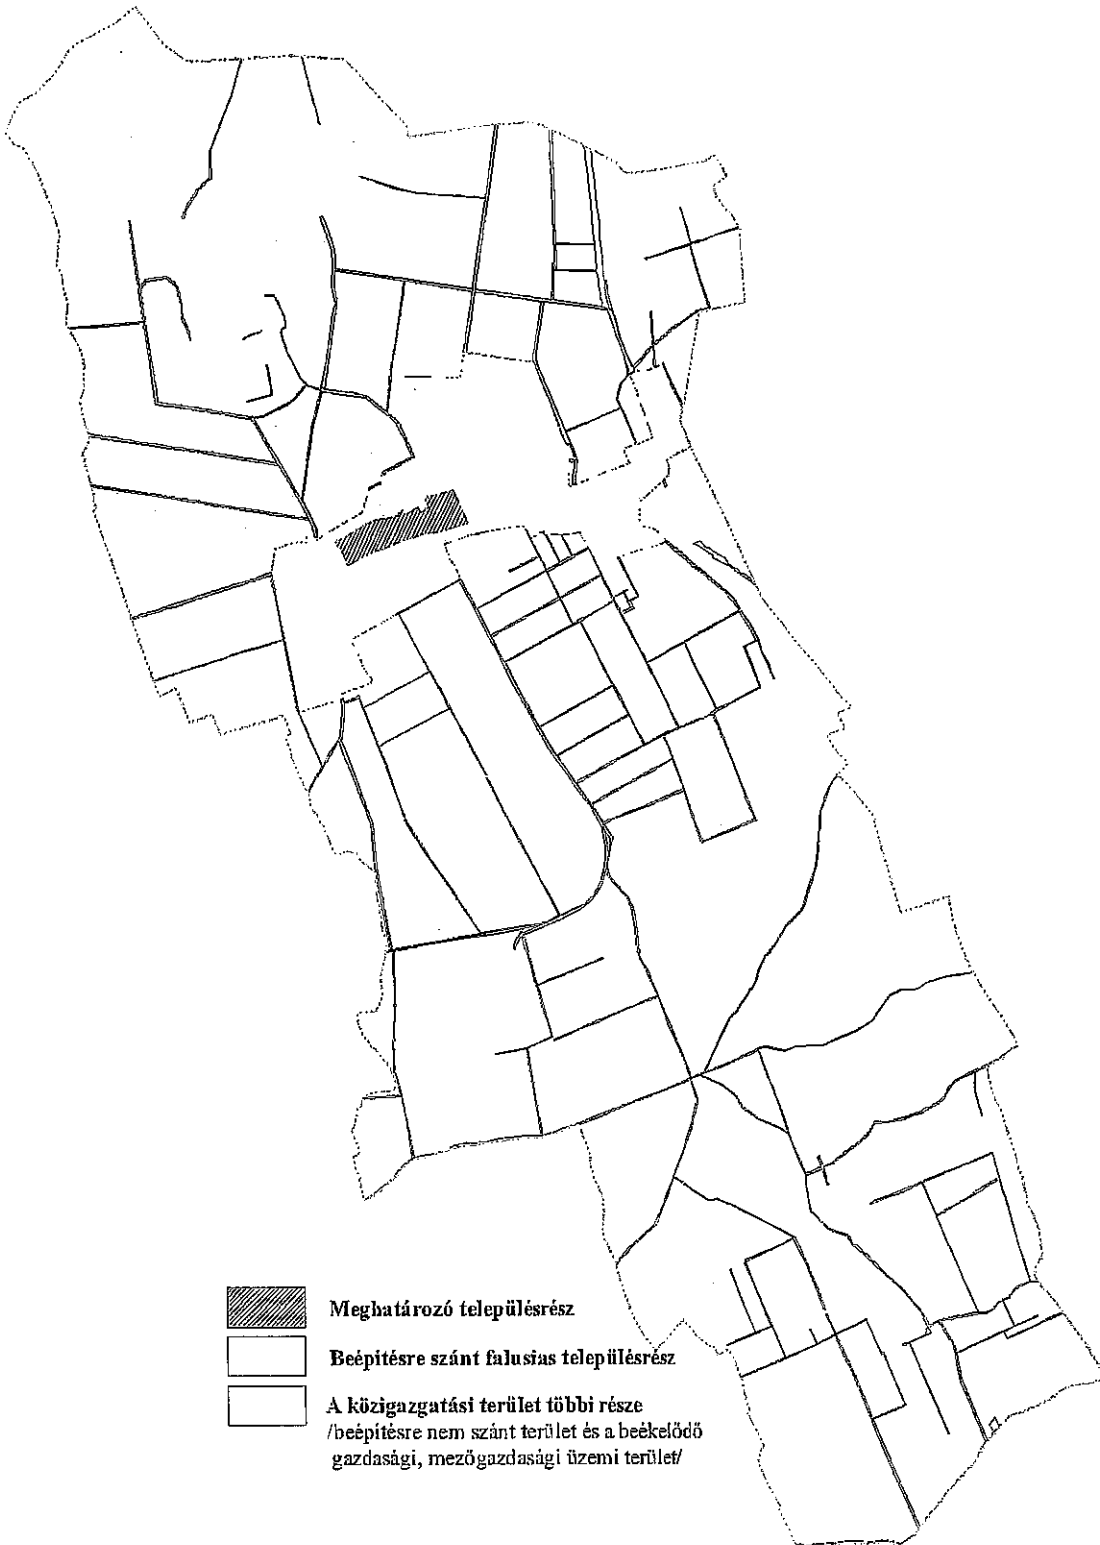 Meghatározó településrész
Beépítésre szánt falusias településrész
A közigazgatási terület többi része
/beépítésre nem szánt terület és a beékelődő
gazdasági, mezőgazdasági üzemi terület/